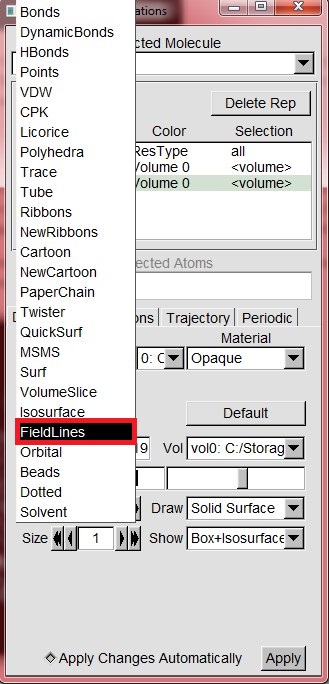 Bonds
DynamicBonds
ations
HBonds
cted Molecule
Points
VDW
CPK
Delete Rep
Licorice
Color Selection
Polyhedra
ResType all
Trace
Volume 0 <volume>
Tube
Volume 0 <volume>
Ribbons
NewRibbons
Cartoon
ected Atoms
NewCartoon
PaperChain
Twister
ons Trajectory Periodic
QuickSurf
Material
MSMS
0: Opaque
Surf
VolumeSlice
Isosurface
Default
FieldLines
Orbital
19 Vol vol0: C:/Storag
Beads
Dotted
Draw Solid Surface
Solvent
Size 1 Show Box+Isosurface
Apply Changes Automatically Apply